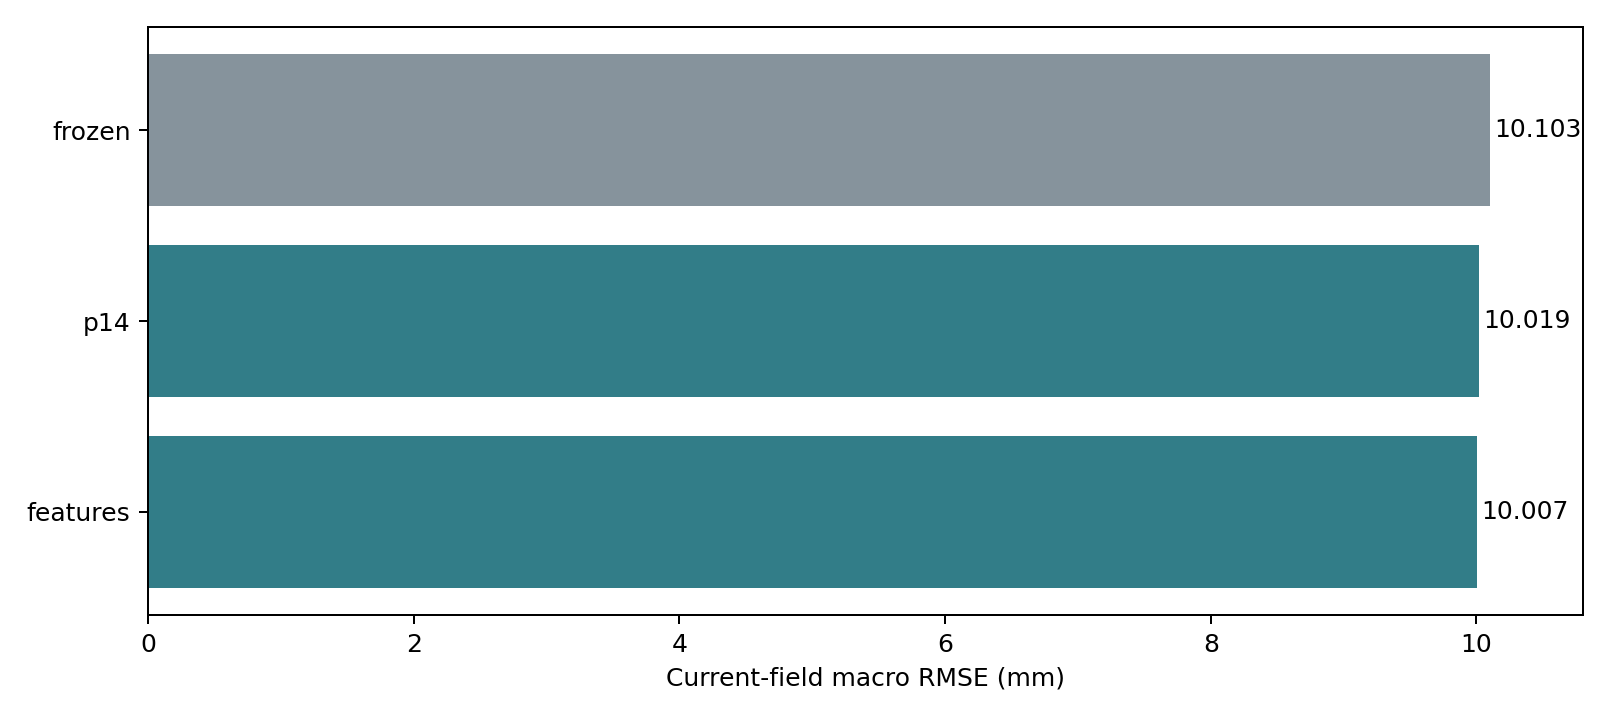 frozen
10.103
p14
10.019
features
10.007
0 2 4 6 8 10
Current-field macro RMSE (mm)